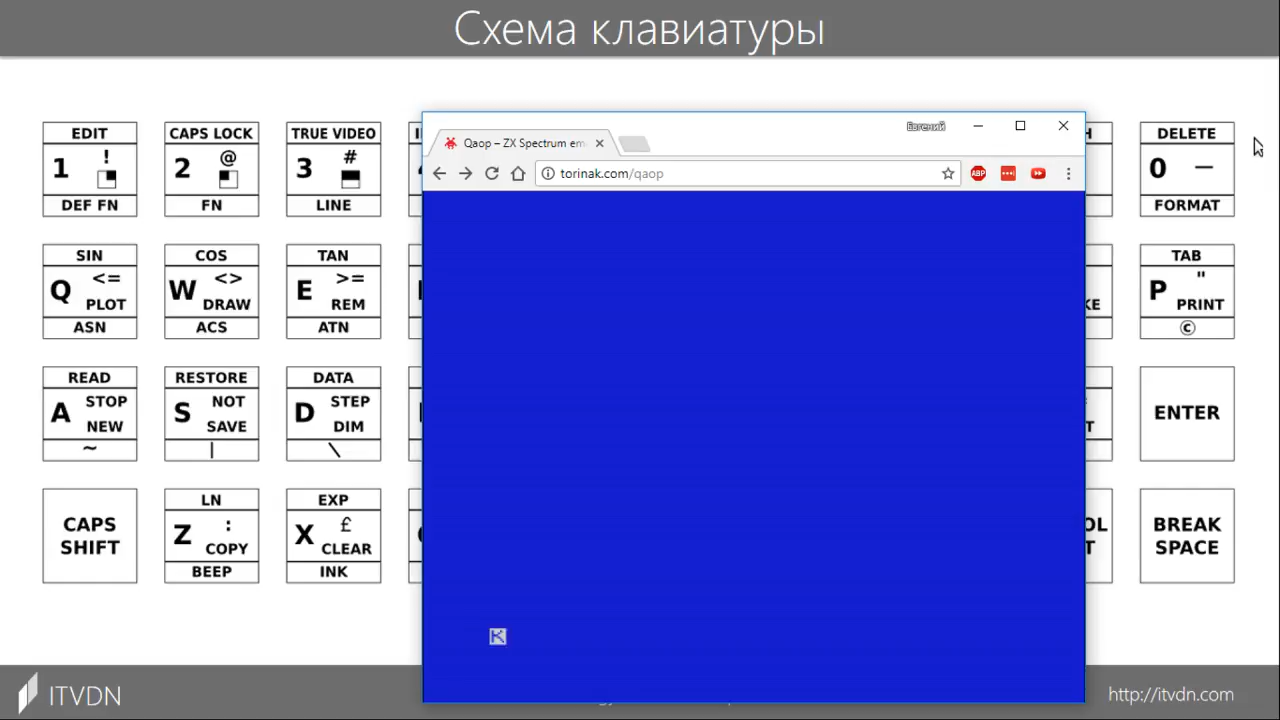 Схема клавиатуры
EDIT
1 !
DEF FN
CAPS LOCK
2 @
FN
TRUE VIDEO
3 #
LINE
DELETE
0 —
FORMAT
SIN
Q <=
PLOT
ASN
COS
W <>
DRAW
ACS
TAN
E >=
REM
ATN
TAB
P "
PRINT
©
READ
A STOP
NEW
~
RESTORE
S NOT
SAVE
|
DATA
D STEP
DIM
\
ENTER
CAPS
SHIFT
LN
Z :
COPY
BEEP
EXP
X £
CLEAR
INK
BREAK
SPACE
Евгений
Qaop – ZX Spectrum em
torinak.com/qaop
ABP
K
ITVDN
http://itvdn.com